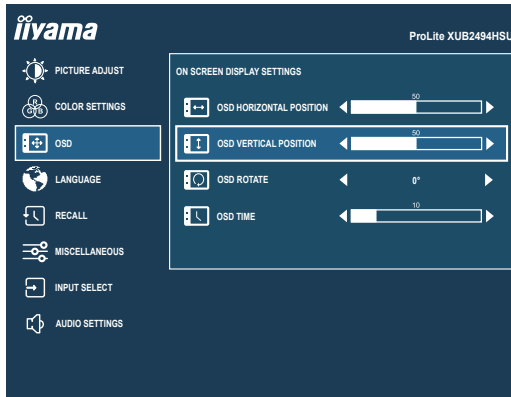 iiyama
ProLite XUB2494HSU
PICTURE ADJUST
COLOR SETTINGS
R
G B
OSD
LANGUAGE
RECALL
MISCELLANEOUS
INPUT SELECT
AUDIO SETTINGS
ON SCREEN DISPLAY SETTINGS
OSD HORIZONTAL POSITION
50
OSD VERTICAL POSITION
50
OSD ROTATE
0°
OSD TIME
10